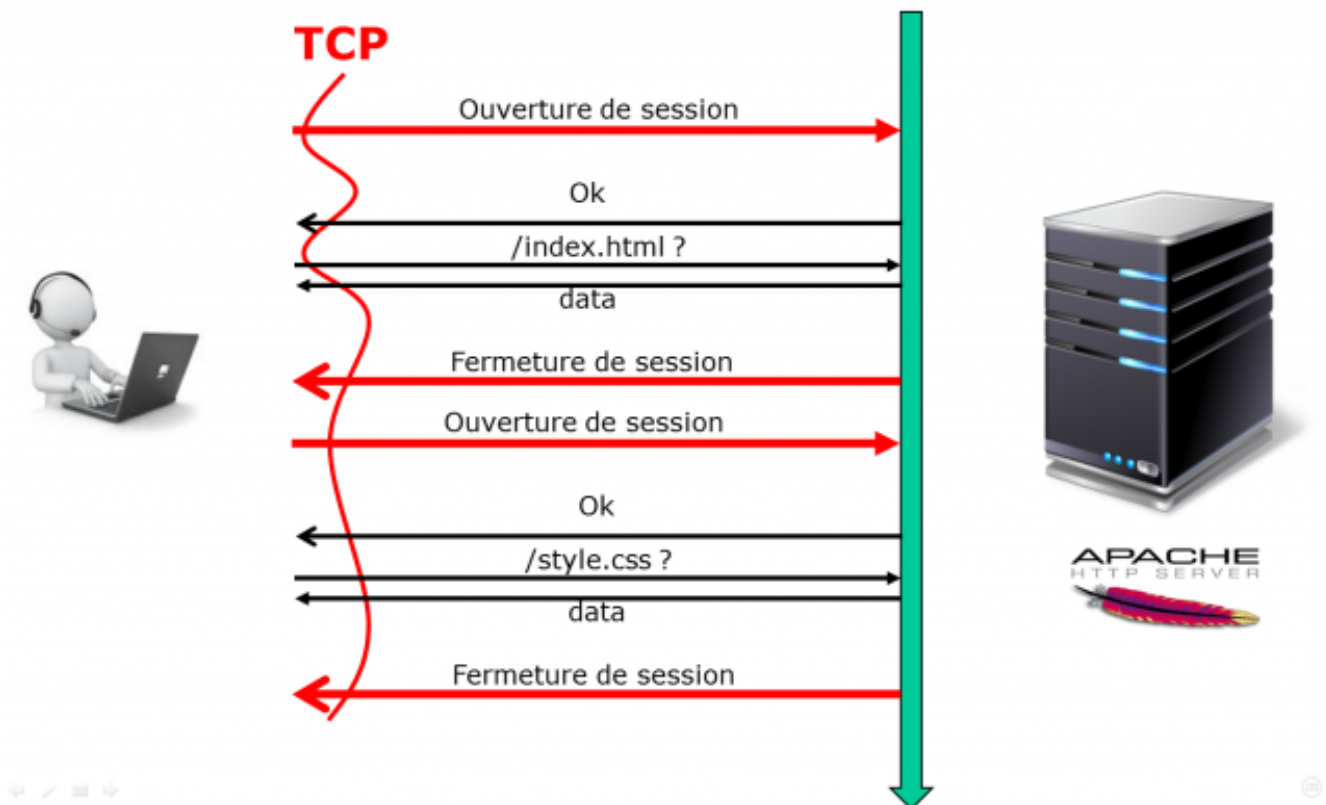 TCP
Ouverture de session
Ok
/index.html ?
data
Fermeture de session
Ouverture de session
Ok
/style.css ?
data
Fermeture de session
APACHE
HTTP SERVER